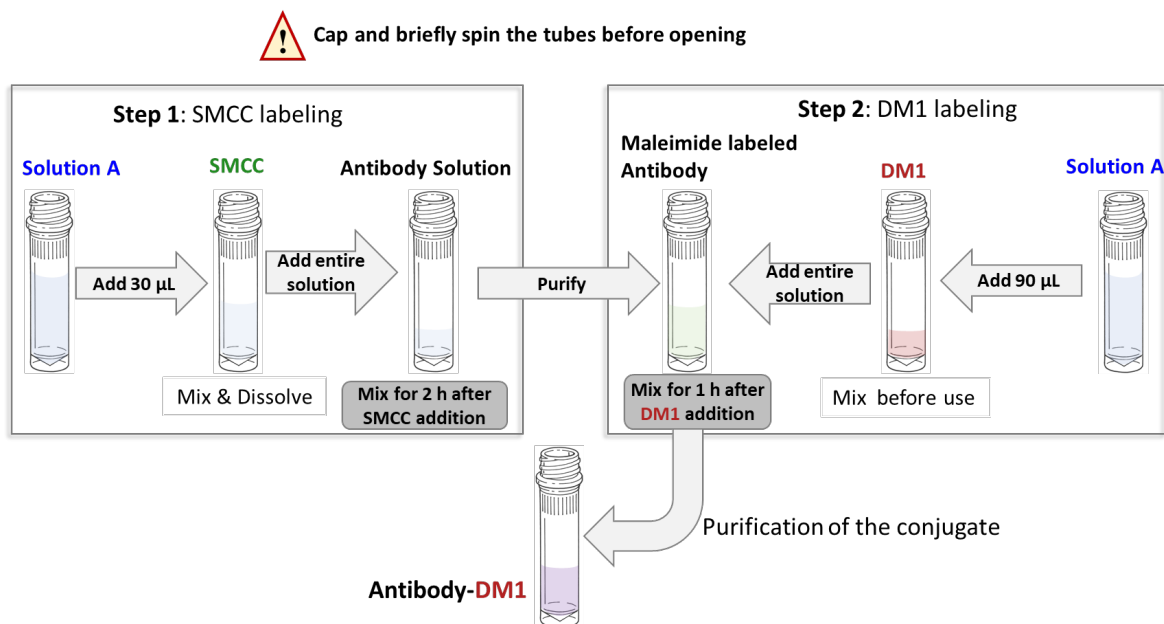 !
Cap and briefly spin the tubes before opening
Step 1: SMCC labeling
Solution A
SMCC
Antibody Solution
Add 30 µL
Add entire
solution
Mix & Dissolve
Mix for 2 h after
SMCC addition
Purify
Step 2: DM1 labeling
Maleimide labeled
Antibody
DM1
Solution A
Add entire
solution
Add 90 µL
Mix for 1 h after
DM1 addition
Mix before use
Purification of the conjugate
Antibody-DM1